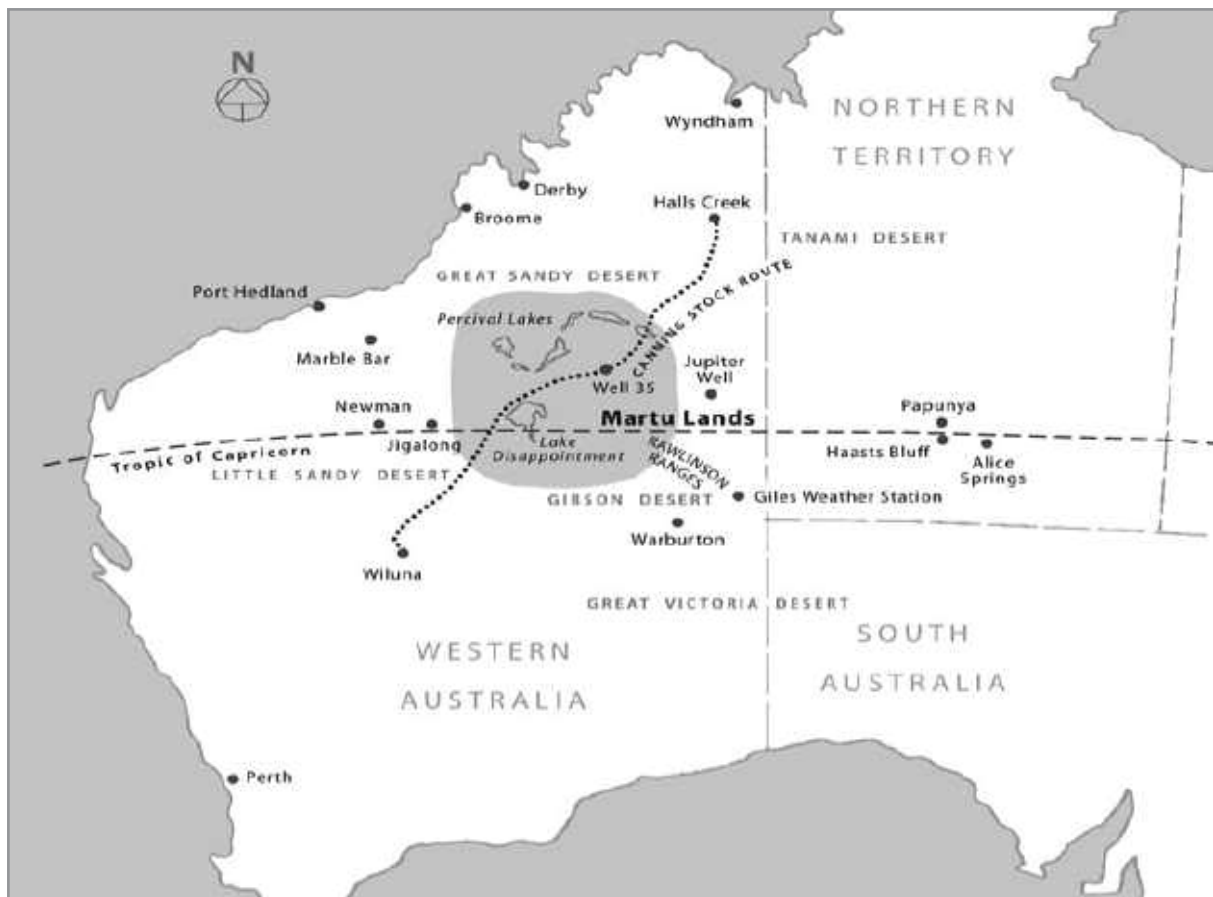 N
NORTHERN
TERRITORY
Wyndham
Derby
Halls Creek
Broome
TANAMI DESERT
GREAT SANDY DESERT
CANNING STOCK ROUTE
Port Hedland
Percival Lakes
Marble Bar
Jupiter
Well
Well 35
Newman
Martu Lands
Papunya
Jigalong
Tropic of Capricorn
Lake
Disappointment
RAWLINSON
RANGES
Haasts Bluff
Alice
Springs
LITTLE SANDY DESERT
GIBSON DESERT
Giles Weather Station
Warburton
Wiluna
GREAT VICTORIA DESERT
WESTERN
AUSTRALIA
SOUTH
AUSTRALIA
Perth